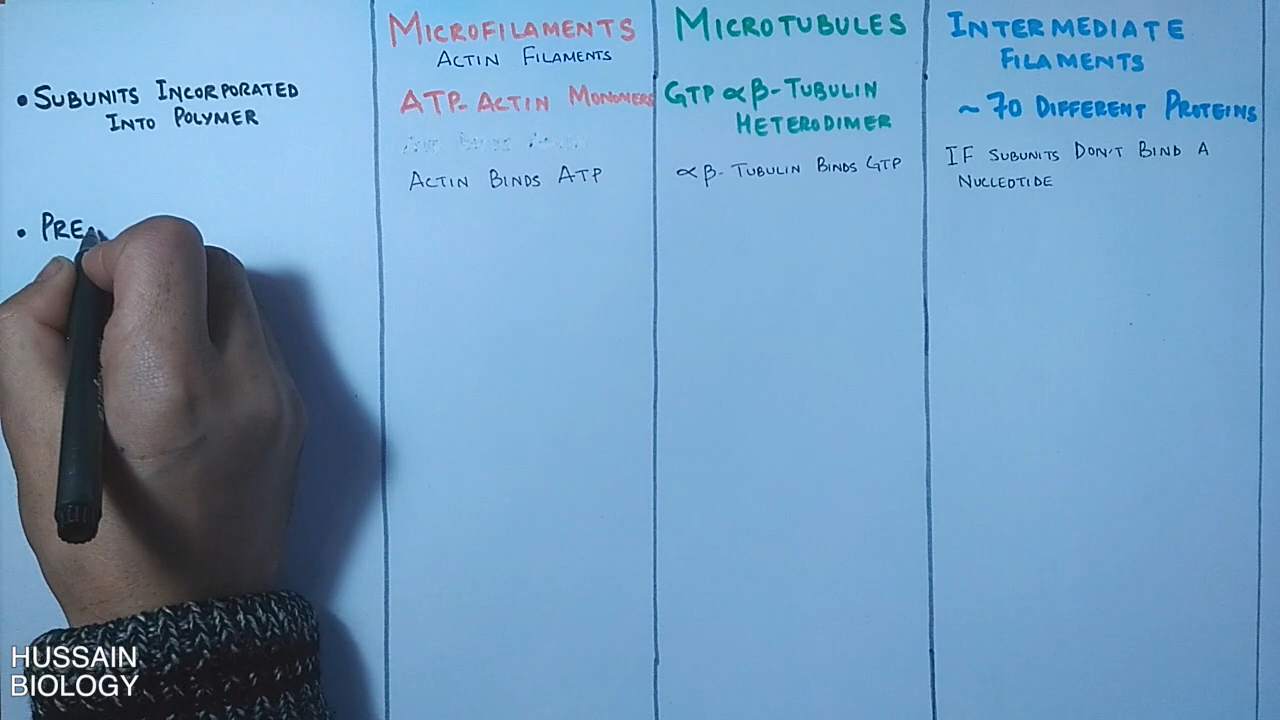 MICROFILAMENTS
ACTIN FILAMENTS
MICROTUBULES
INTERMEDIATE
FILAMENTS
• SUBUNITS INCORPORATED
INTO POLYMER
ATP-ACTIN MONOMERS
ACTIN BINDS ATP
GTP αβ-TUBULIN
HETERODIMER
αβ-TUBULIN BINDS GTP
~70 DIFFERENT PROTEINS
IF SUBUNITS DON'T BIND A
NUCLEOTIDE
• PRE
HUSSAIN
BIOLOGY